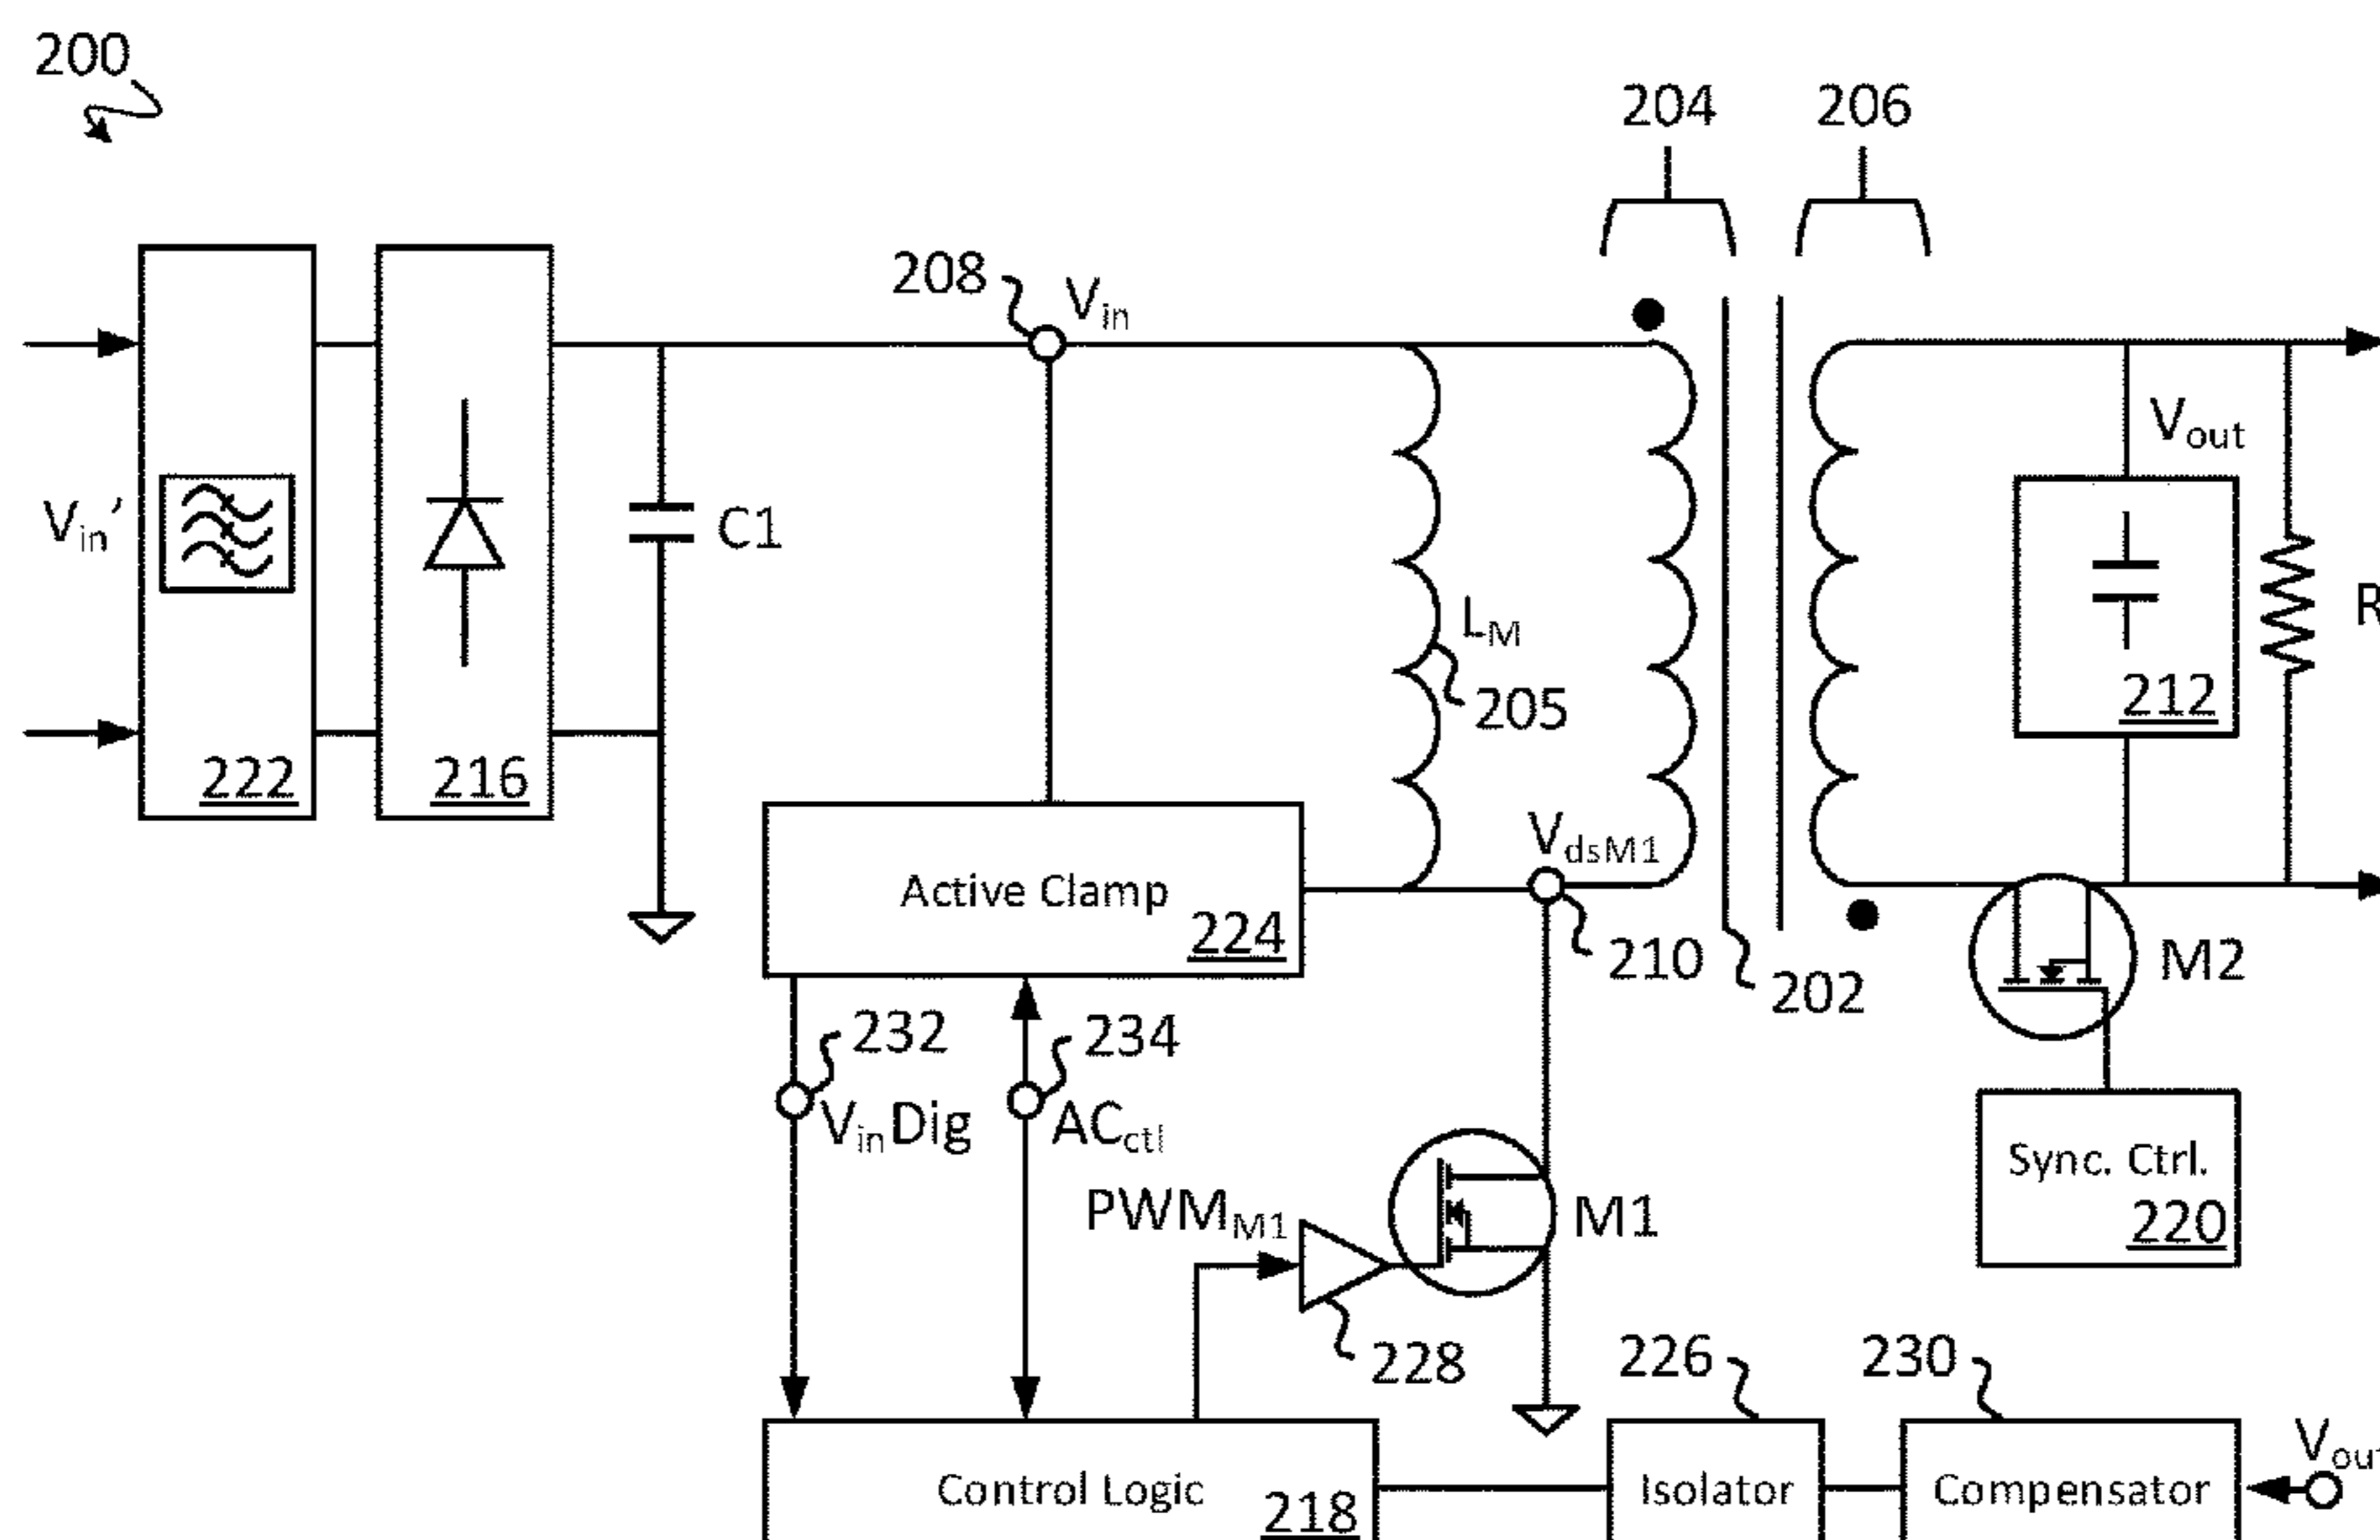 200
204
206
208
Vin
Vin'
C1
Vout
LM
205
R
212
222
216
VdsM1
Active Clamp
224
210
202
M2
232
234
VinDig
ACctl
PWMM1
M1
Sync. Ctrl.
220
228
226
230
Control Logic
218
Isolator
Compensator
Vout